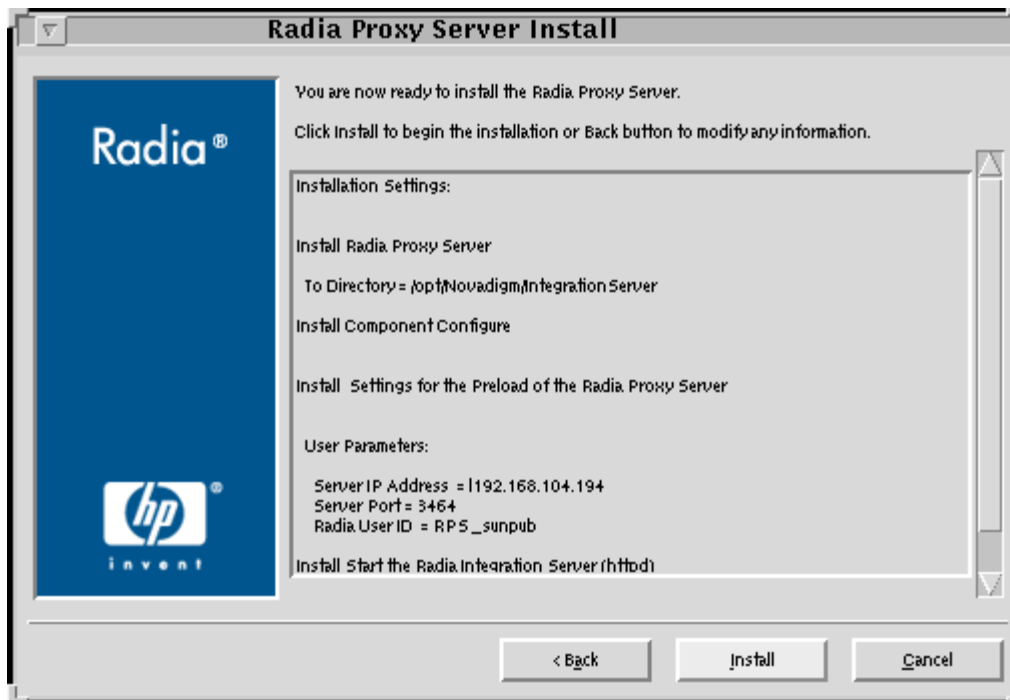 Radia Proxy Server Install
Radia®
You are now ready to install the Radia Proxy Server.
Click Install to begin the installation or Back button to modify any information.
Installation Settings:
Install Radia Proxy Server
To Directory = /opt/Novadigm/IntegrationServer
Install Component Configure
Install Settings for the Preload of the Radia Proxy Server
User Parameters:
Server IP Address = l192.168.104.194
Server Port = 3464
Radia User ID = RPS_sunpub
Install Start the Radia Integration Server (httpd)
hp®
invent
< Back
Install
Cancel